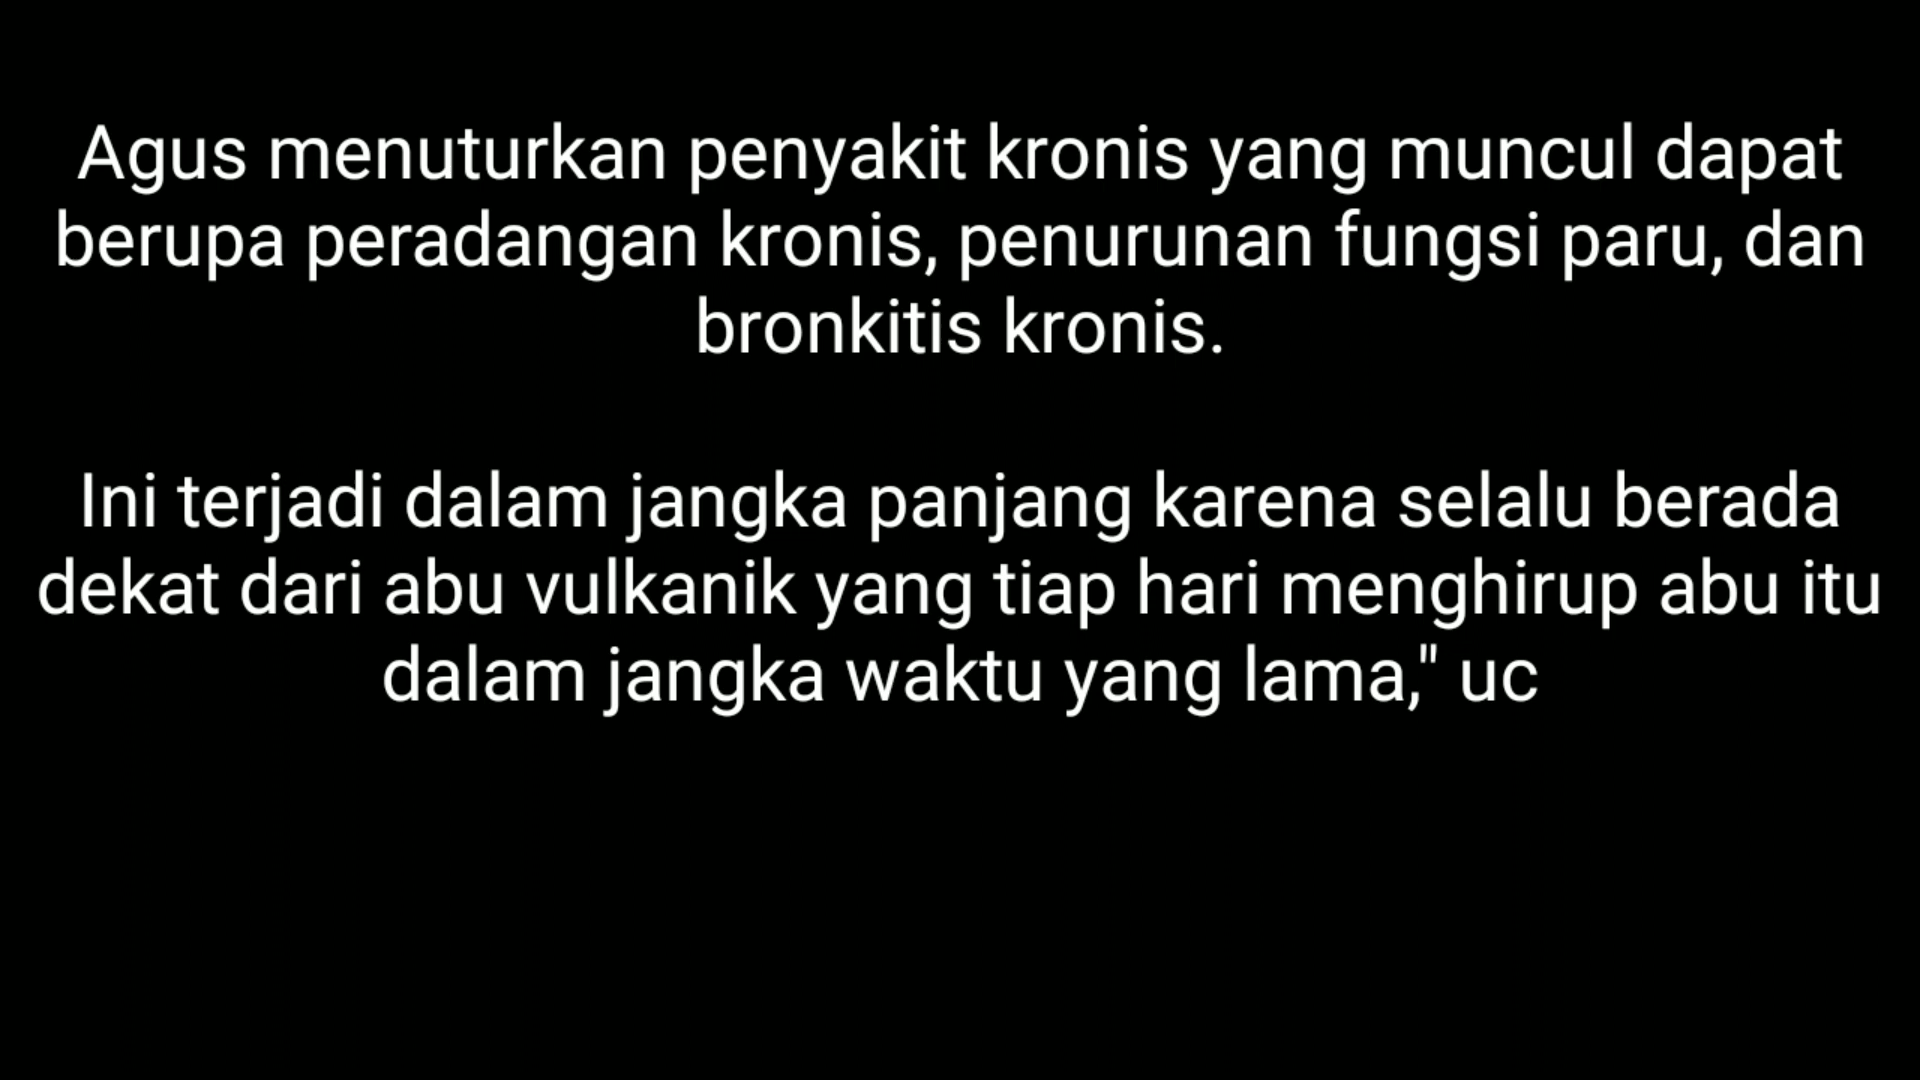 Agus menuturkan penyakit kronis yang muncul dapat
berupa peradangan kronis, penurunan fungsi paru, dan
bronkitis kronis.
Ini terjadi dalam jangka panjang karena selalu berada
dekat dari abu vulkanik yang tiap hari menghirup abu itu
dalam jangka waktu yang lama," uc